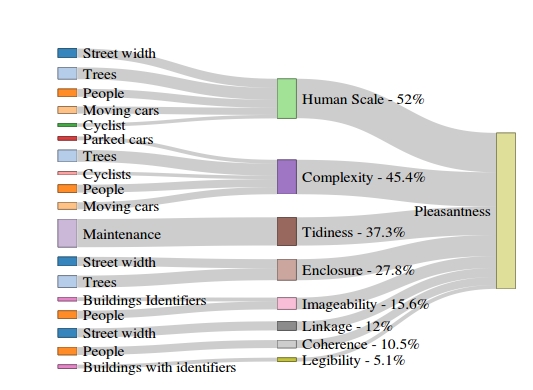 Street width
Trees
People
Moving cars
Cyclist
Parked cars
Trees
Cyclists
People
Moving cars
Maintenance
Street width
Trees
Buildings Identifiers
People
Street width
People
Buildings with identifiers
Human Scale - 52%
Complexity - 45.4%
Tidiness - 37.3%
Enclosure - 27.8%
Imageability - 15.6%
Linkage - 12%
Coherence - 10.5%
Legibility - 5.1%
Pleasantness